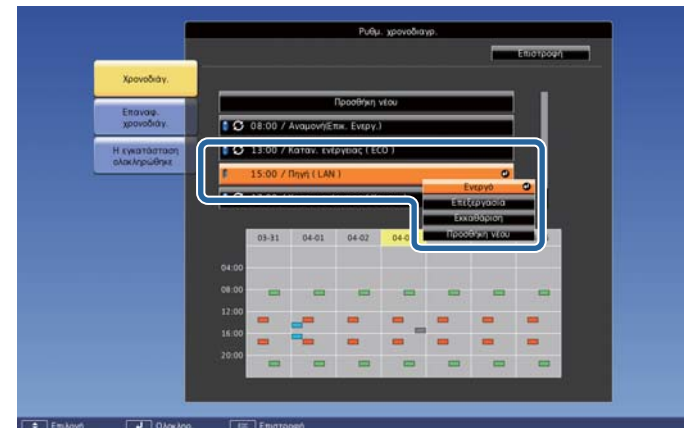 Ρυθμ. χρονοδιαγρ.
Επιστροφή
Χρονοδιάγ.
Επαναφ.
χρονοδιάγ.
Η εγκατάσταση
ολοκληρώθηκε
Προσθήκη νέου
08:00 / Αναμονή(Επικ. Ενεργ.)
13:00 / Καταν. ενέργειας ( ECO )
15:00 / Πηγή ( LAN )
Ενεργό
Επεξεργασία
Εκκαθάριση
Προσθήκη νέου
03-31 04-01 04-02
04:00
08:00
12:00
16:00
20:00
Επιλογή Ολοκληρ. Επιστροφή